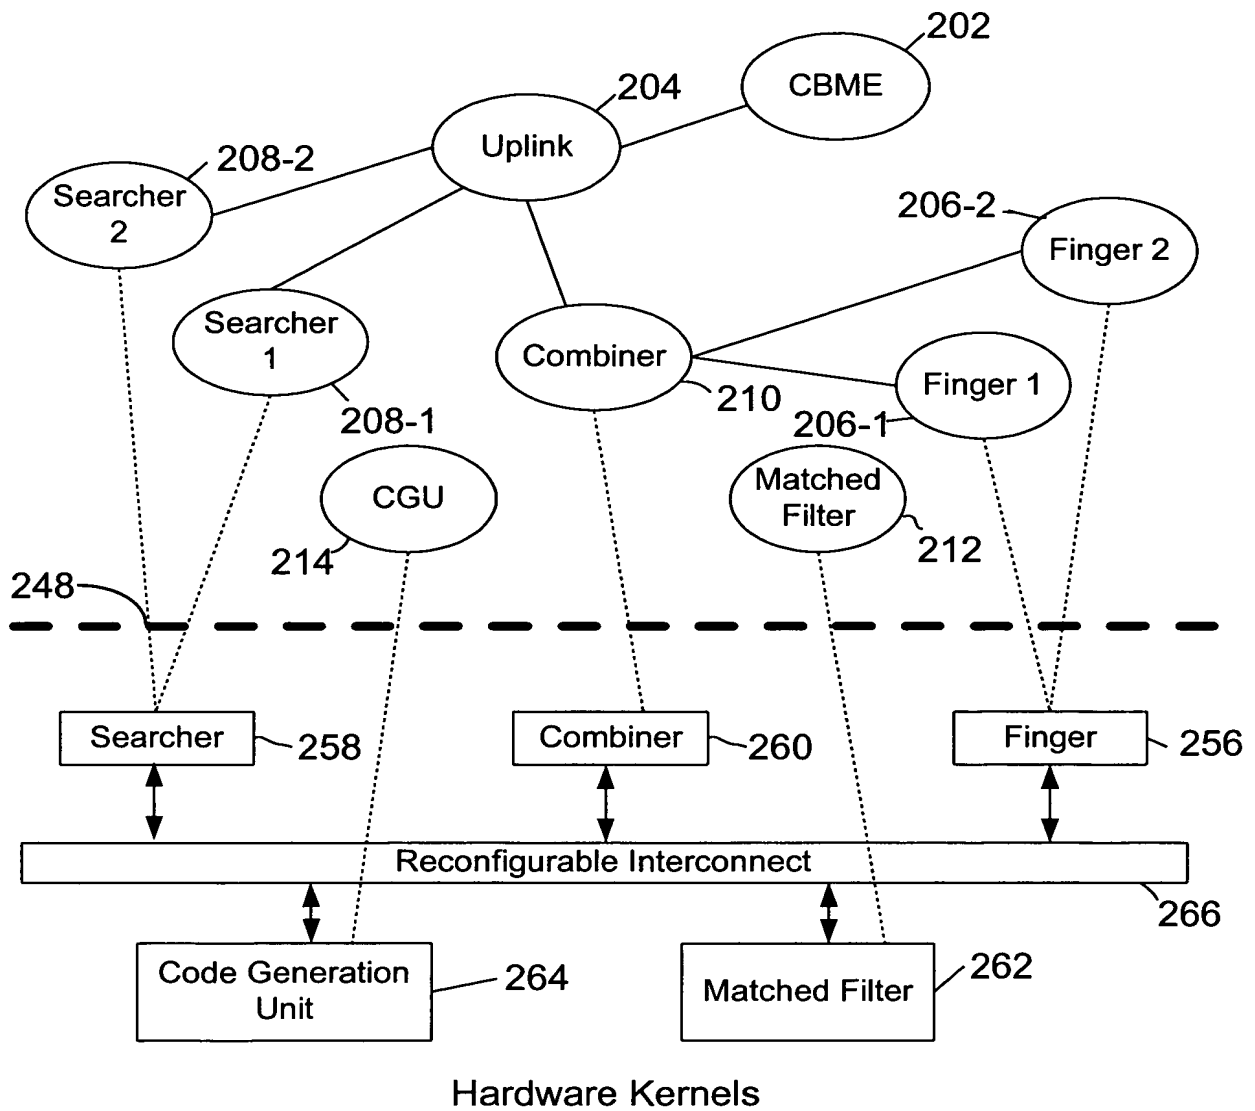 202
CBME
204
Uplink
208-2
Searcher
2
206-2
Finger 2
Searcher
1
208-1
Combiner
210
Finger 1
206-1
CGU
214
Matched
Filter
212
248
Searcher
258
Combiner
260
Finger
256
Reconfigurable Interconnect
266
Code Generation
Unit
264
Matched Filter
262
Hardware Kernels